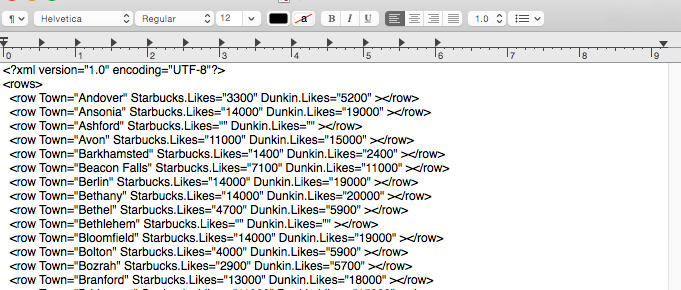 ¶ Helvetica Regular 12 a B I U 1.0
0 1 2 3 4 5 6 7 8 9
<?xml version="1.0" encoding="UTF-8"?>
<rows>
<row Town="Andover" Starbucks.Likes="3300" Dunkin.Likes="5200" ></row>
<row Town="Ansonia" Starbucks.Likes="14000" Dunkin.Likes="19000" ></row>
<row Town="Ashford" Starbucks.Likes="" Dunkin.Likes="" ></row>
<row Town="Avon" Starbucks.Likes="11000" Dunkin.Likes="15000" ></row>
<row Town="Barkhamsted" Starbucks.Likes="1400" Dunkin.Likes="2400" ></row>
<row Town="Beacon Falls" Starbucks.Likes="7100" Dunkin.Likes="11000" ></row>
<row Town="Berlin" Starbucks.Likes="14000" Dunkin.Likes="19000" ></row>
<row Town="Bethany" Starbucks.Likes="14000" Dunkin.Likes="20000" ></row>
<row Town="Bethel" Starbucks.Likes="4700" Dunkin.Likes="5900" ></row>
<row Town="Bethlehem" Starbucks.Likes="" Dunkin.Likes="" ></row>
<row Town="Bloomfield" Starbucks.Likes="14000" Dunkin.Likes="19000" ></row>
<row Town="Bolton" Starbucks.Likes="4000" Dunkin.Likes="5900" ></row>
<row Town="Bozrah" Starbucks.Likes="2900" Dunkin.Likes="5700" ></row>
<row Town="Branford" Starbucks.Likes="13000" Dunkin.Likes="18000" ></row>